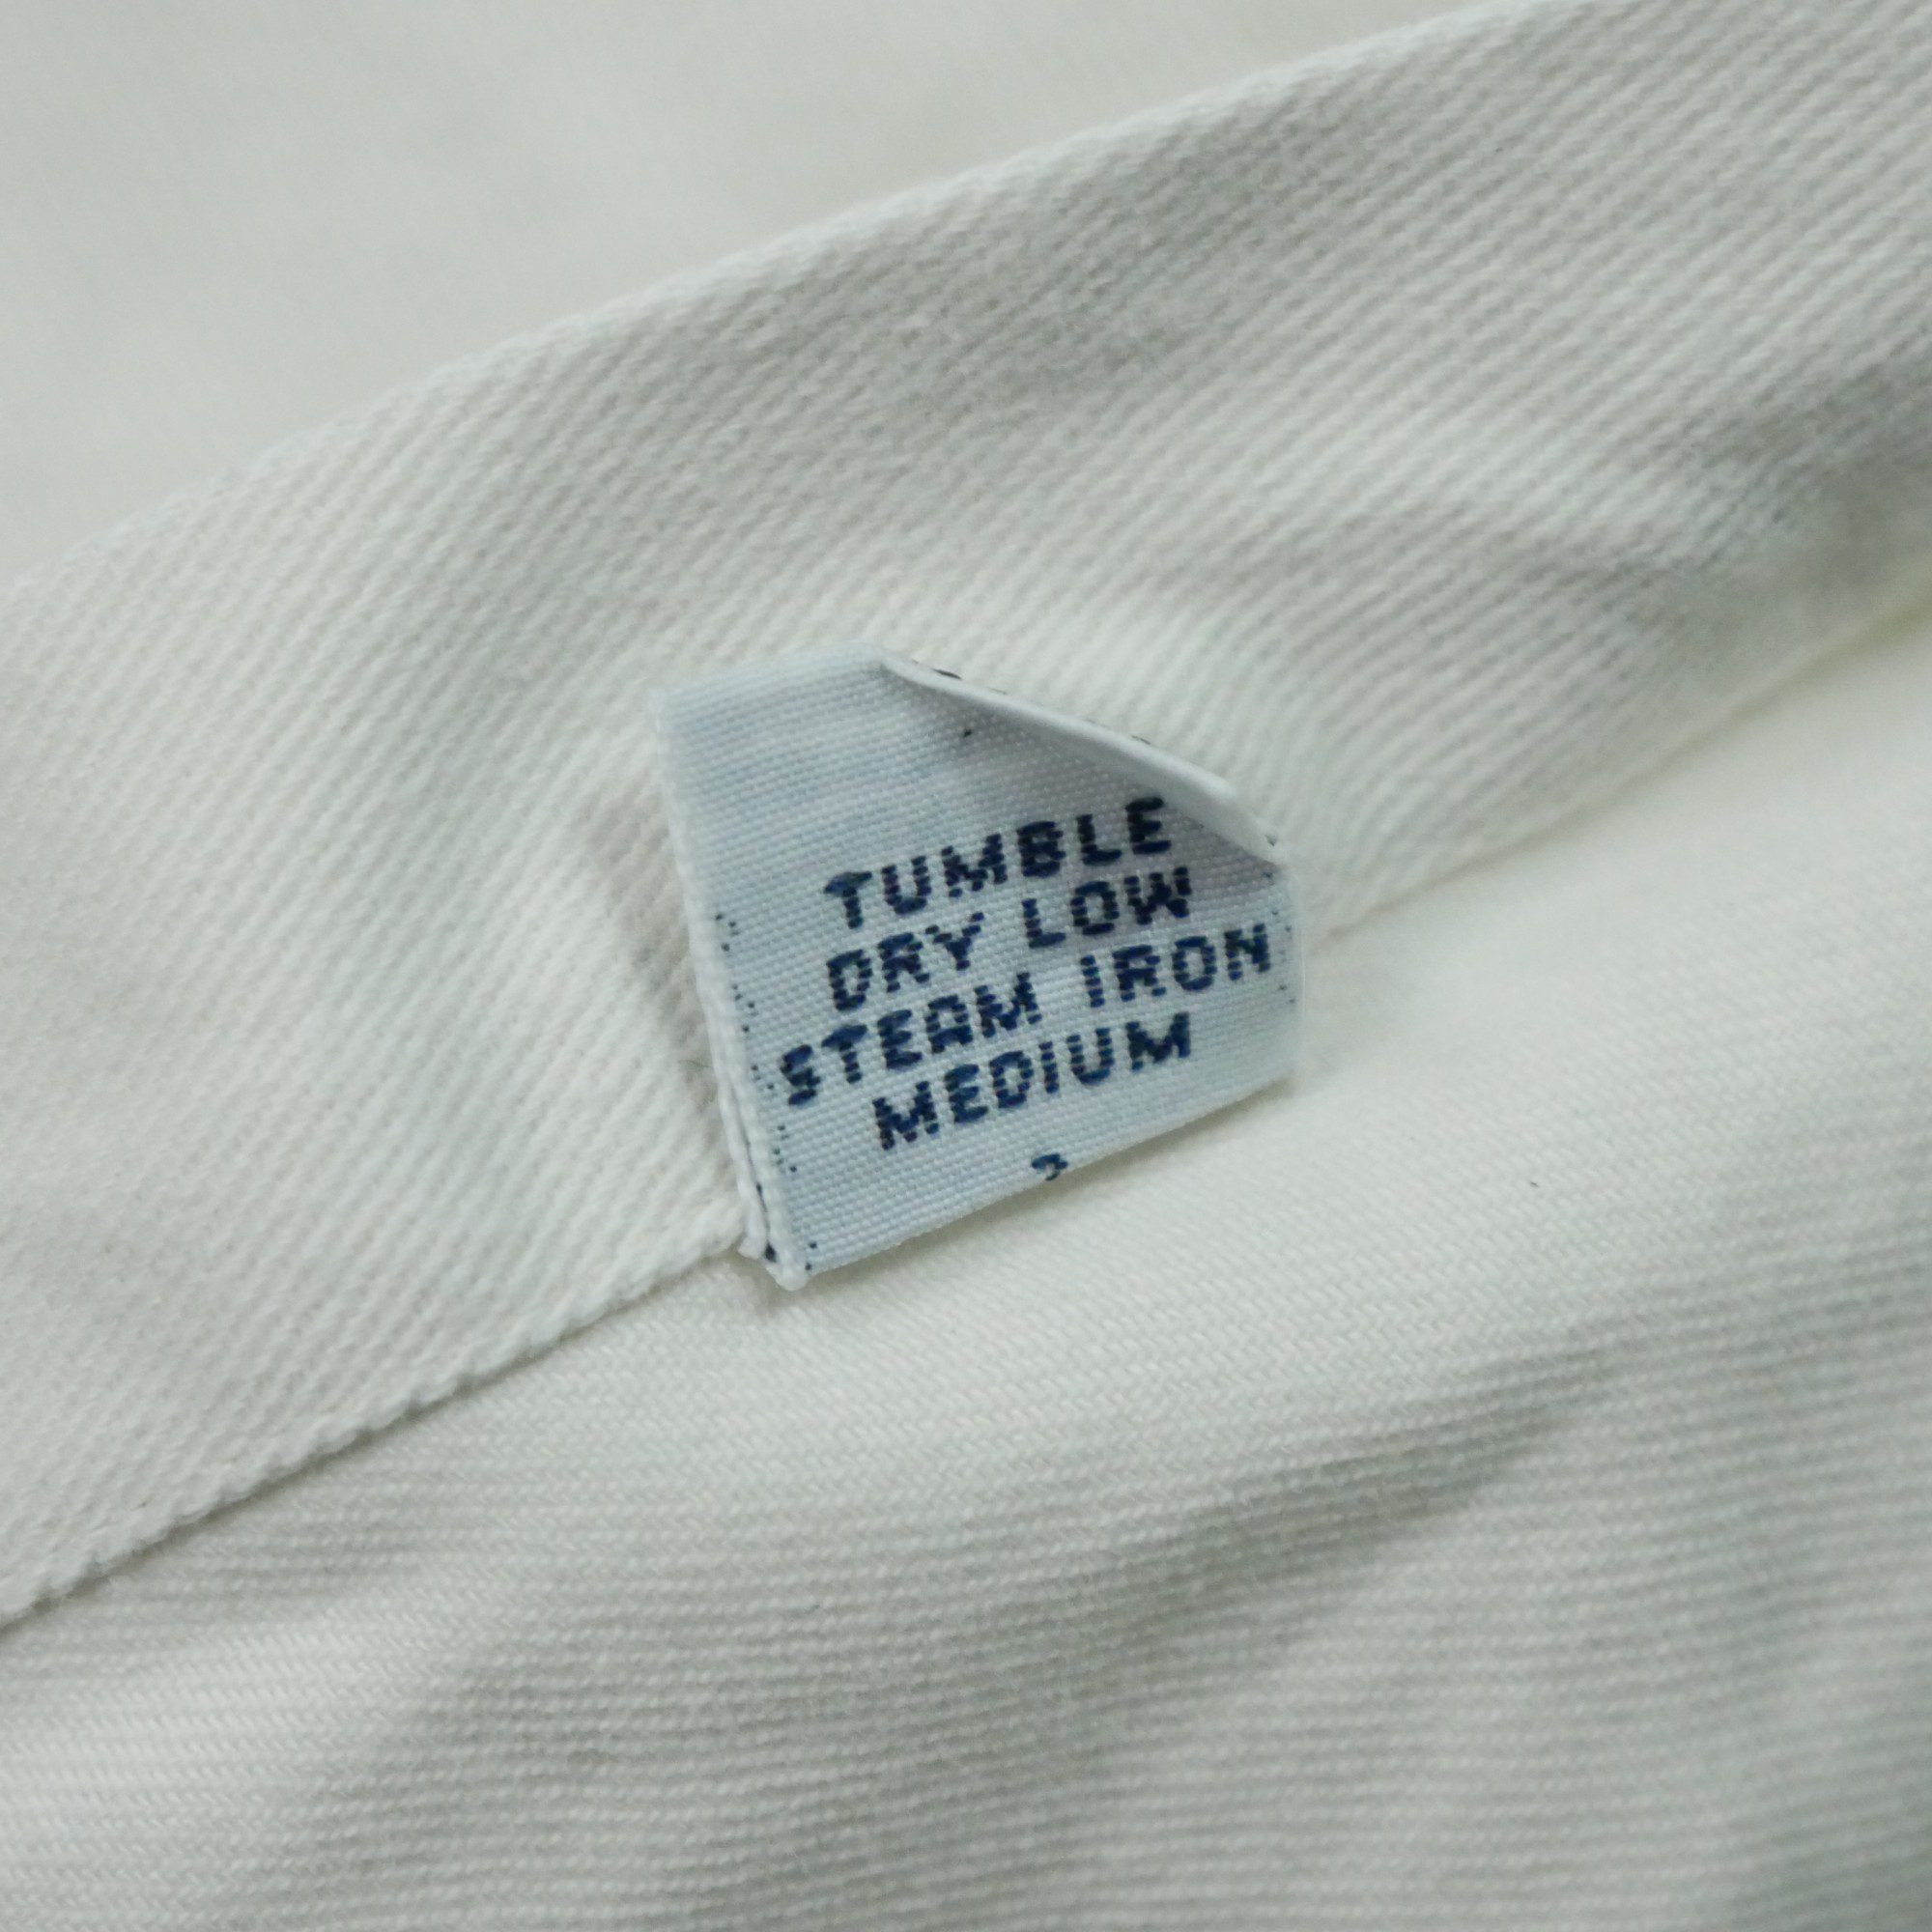 TUMBLE
DRY LOW
STEAM IRON
MEDIUM